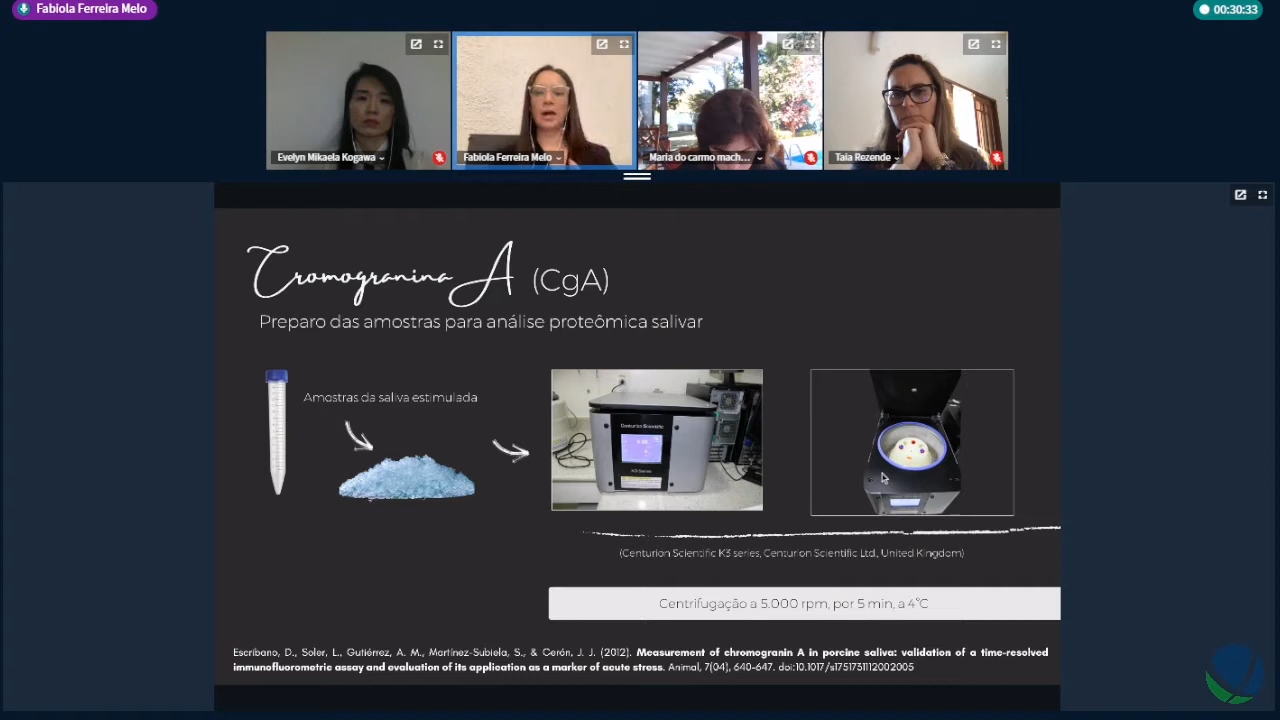 Fabiola Ferreira Melo
00:30:33
Evelyn Mikaela Kogawa
Fabiola Ferreira Melo
Maria do carmo mach...
Taia Rezende
Cromogranina A (CgA)
Preparo das amostras para análise proteômica salivar
Amostras da saliva estimulada
Centurion Scientific
K3 Series
(Centurion Scientific K3 series, Centurion Scientific Ltd., United Kingdom)
Centrifugação a 5.000 rpm, por 5 min, a 4°C
Escribano, D., Soler, L., Gutiérrez, A. M., Martínez-Subiela, S., & Cerón, J. J. (2012). Measurement of chromogranin A in porcine saliva: validation of a time-resolved
immunofluorometric assay and evaluation of its application as a marker of acute stress. Animal, 7(04), 640-647. doi:10.1017/s1751731112002005